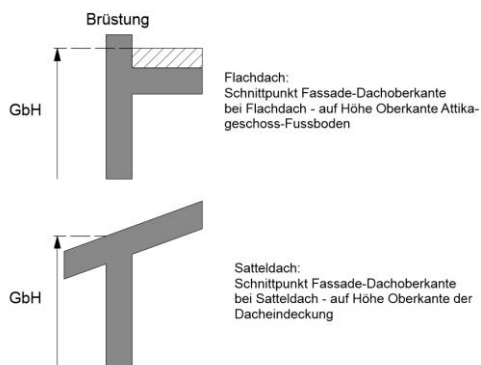 Brüstung
GbH
Flachdach:
Schnittpunkt Fassade-Dachoberkante
bei Flachdach - auf Höhe Oberkante Attika-
geschoss-Fussboden
GbH
Satteldach:
Schnittpunkt Fassade-Dachoberkante
bei Satteldach - auf Höhe Oberkante der
Dacheindeckung